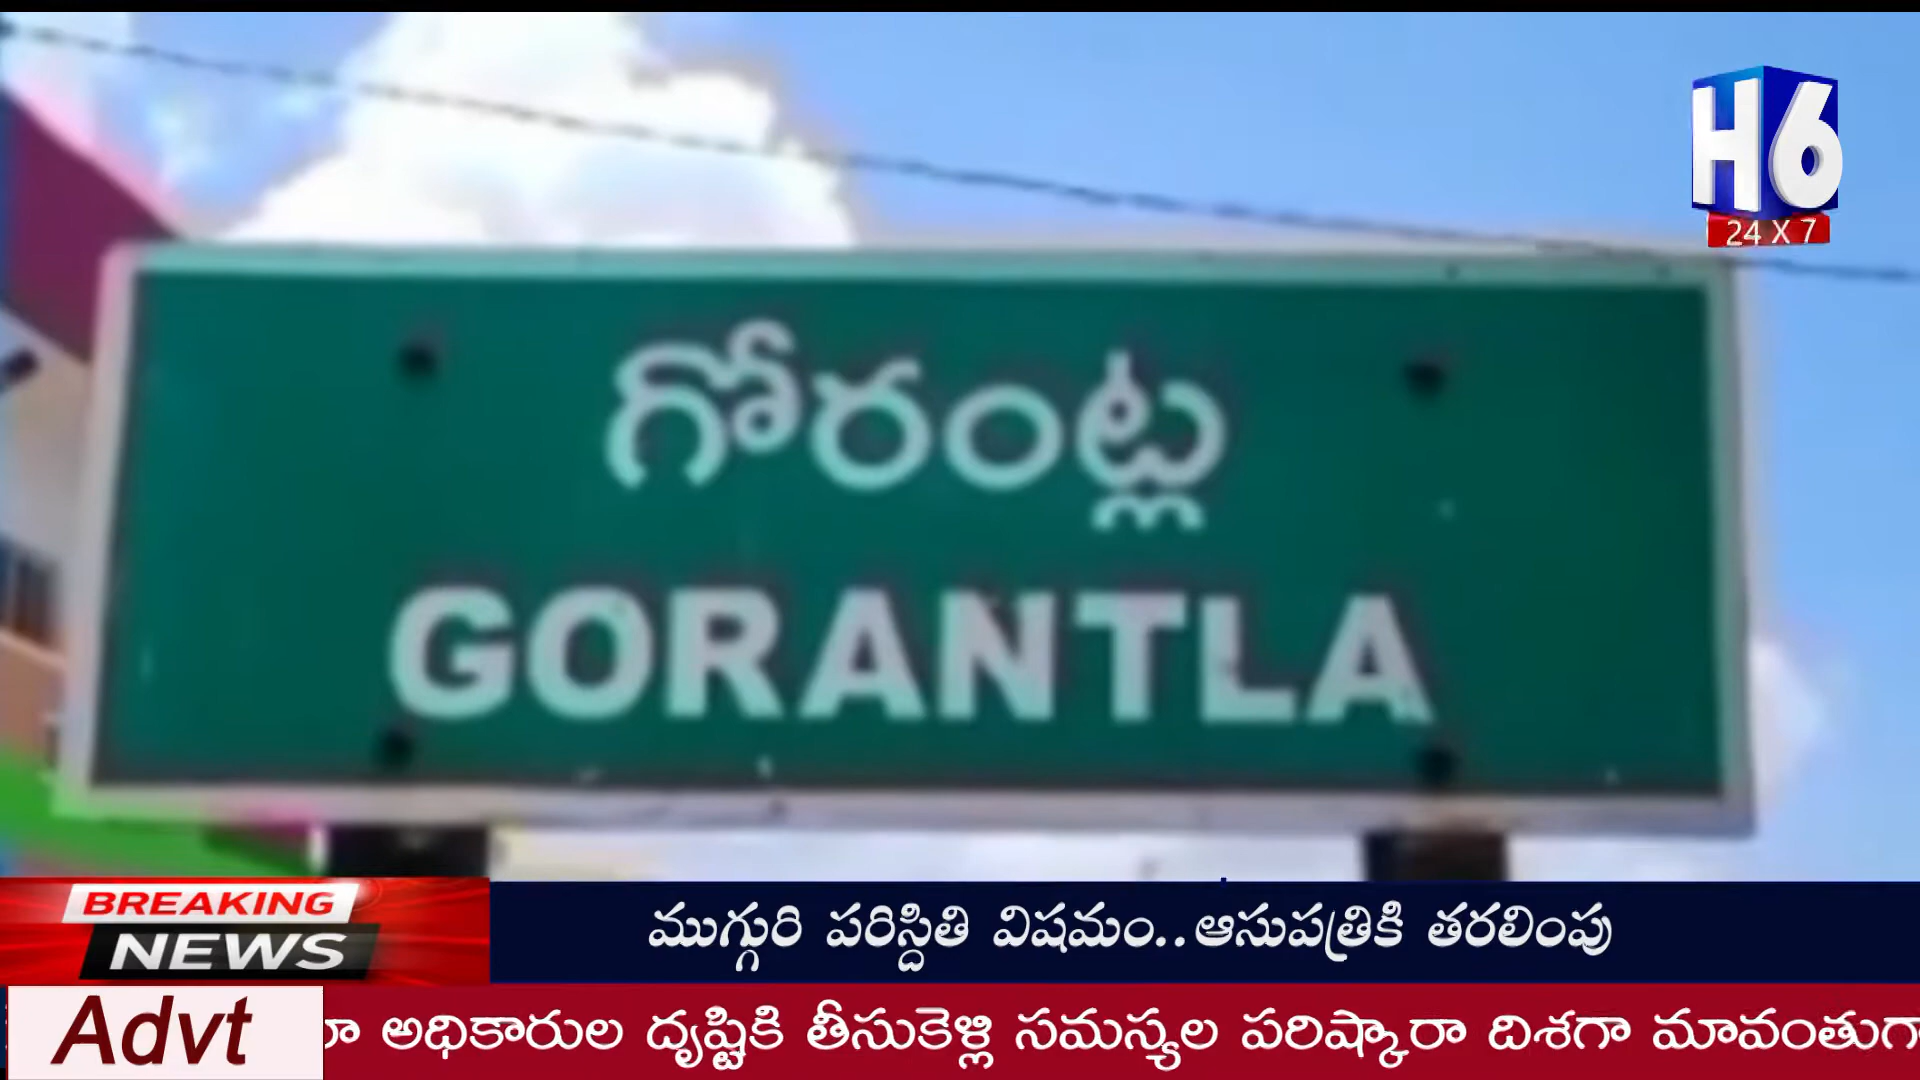 H6
24 X 7
గోరంట్ల
GORANTLA
BREAKING
NEWS
ముగ్గురి పరిస్దితి విషమం..ఆసుపత్రికి తరలింపు
Advt
అధికారుల దృష్టికి తీసుకెళ్లి సమస్యల పరిష్కారా దిశగా మావంతుగా